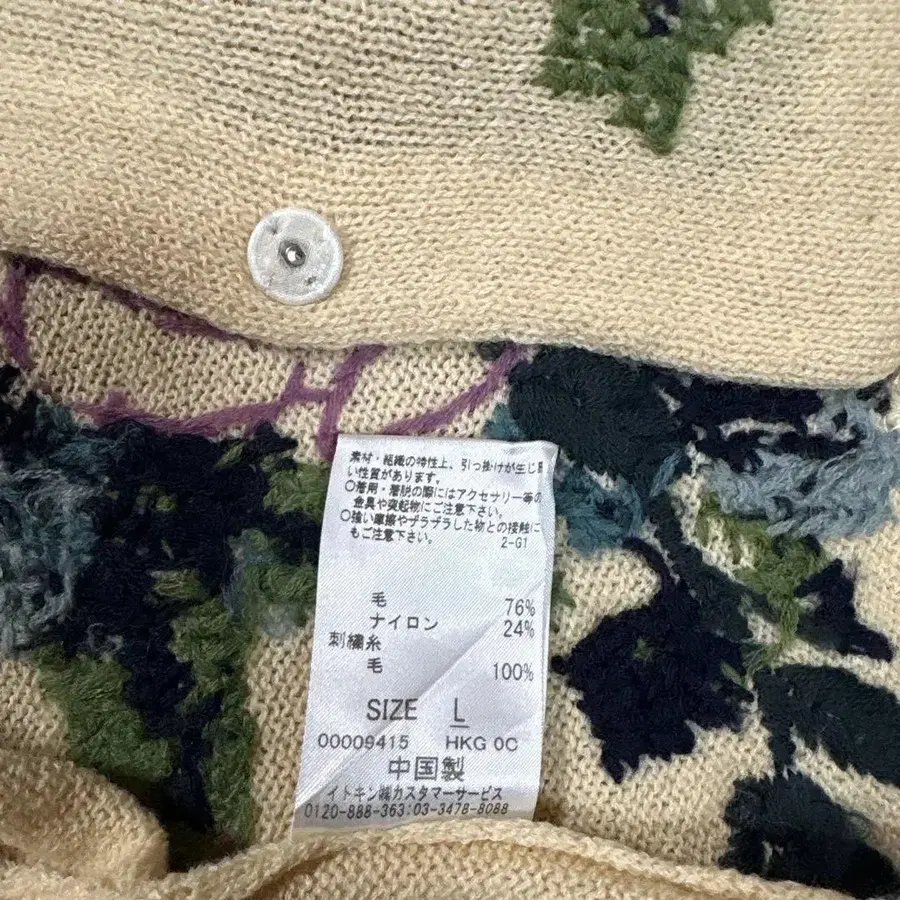 素材・組織の特性上、引っ掛けが生じ易
い性質があります。
○着用・着脱の際にはアクセサリー等の
金具や突起物にご注意下さい。
○強い摩擦やザラザラした物との接触に
もご注意下さい。 2-G1
毛 76%
ナイロン 24%
刺繍糸
毛 100%
SIZE L
00009415 HKG 0C
中国製
イトキン㈱カスタマーサービス
0120-888-363:03-3478-8088